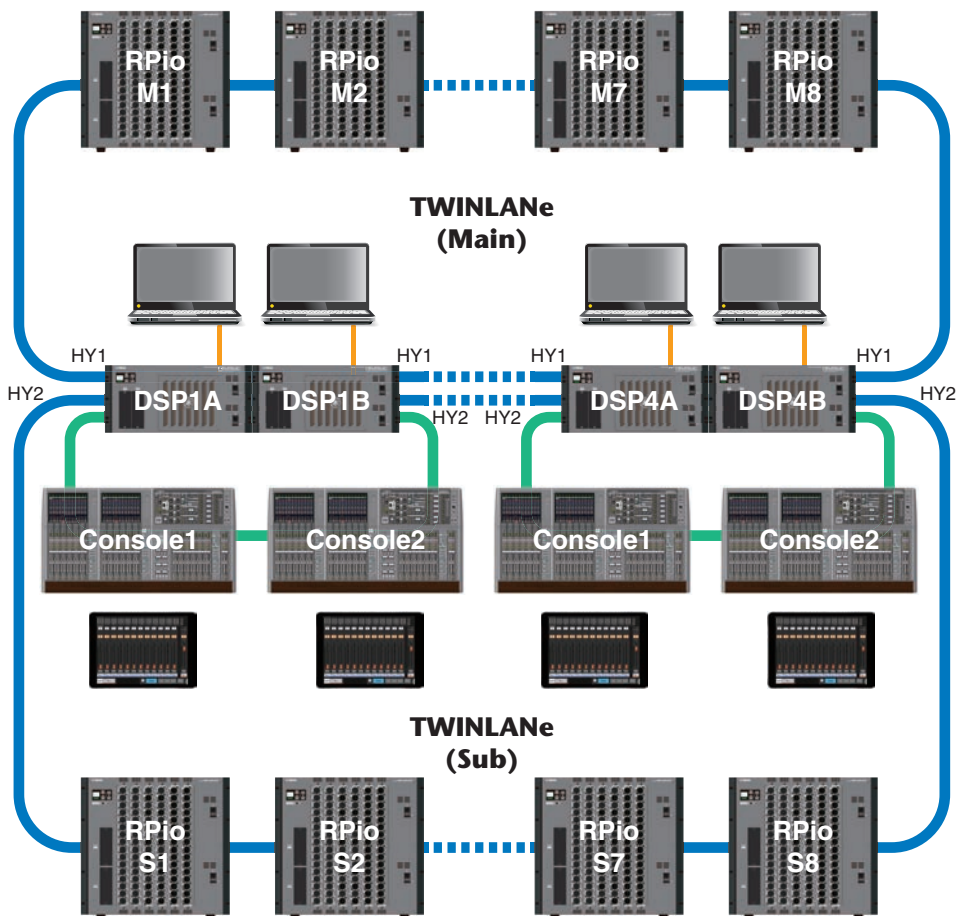 RPio
M1
RPio
M2
RPio
M7
RPio
M8
TWINLANe
(Main)
HY1
HY1
HY1
HY1
HY2
DSP1A
DSP1B
HY2
HY2
DSP4A
DSP4B
HY2
Console1
Console2
Console1
Console2
TWINLANe
(Sub)
RPio
S1
RPio
S2
RPio
S7
RPio
S8